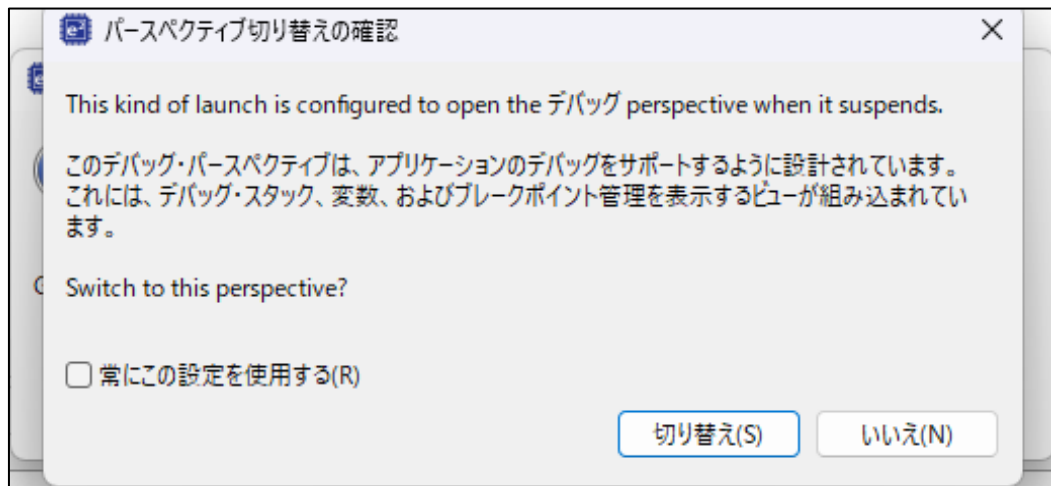 パースペクティブ切り替えの確認
This kind of launch is configured to open the デバッグ perspective when it suspends.
このデバッグ・パースペクティブは、アプリケーションのデバッグをサポートするように設計されています。
これには、デバッグ・スタック、変数、およびブレークポイント管理を表示するビューが組み込まれてい
ます。
Switch to this perspective?
常にこの設定を使用する(R)
切り替え(S)
いいえ(N)